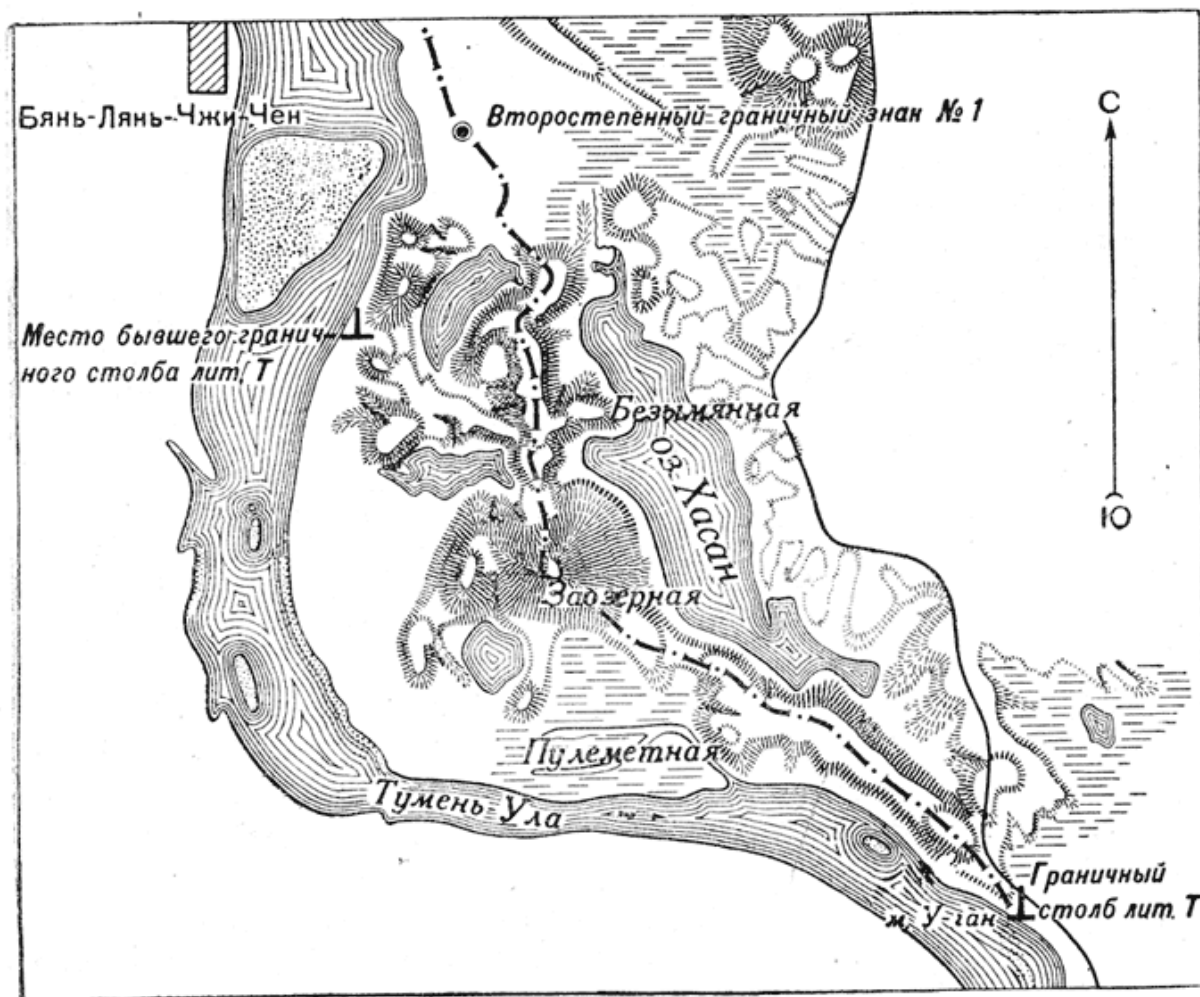 Бянь-Лянь-Чжи-Чен
Второстепенный граничный знак № 1
С
Место бывшего гранич-
ного столба лит. Т
Безымянная
оз. Хасан
Ю
Заозерная
Пулеметная
Тумень-Ула
Граничный
столб лит. Т
м. У-ган